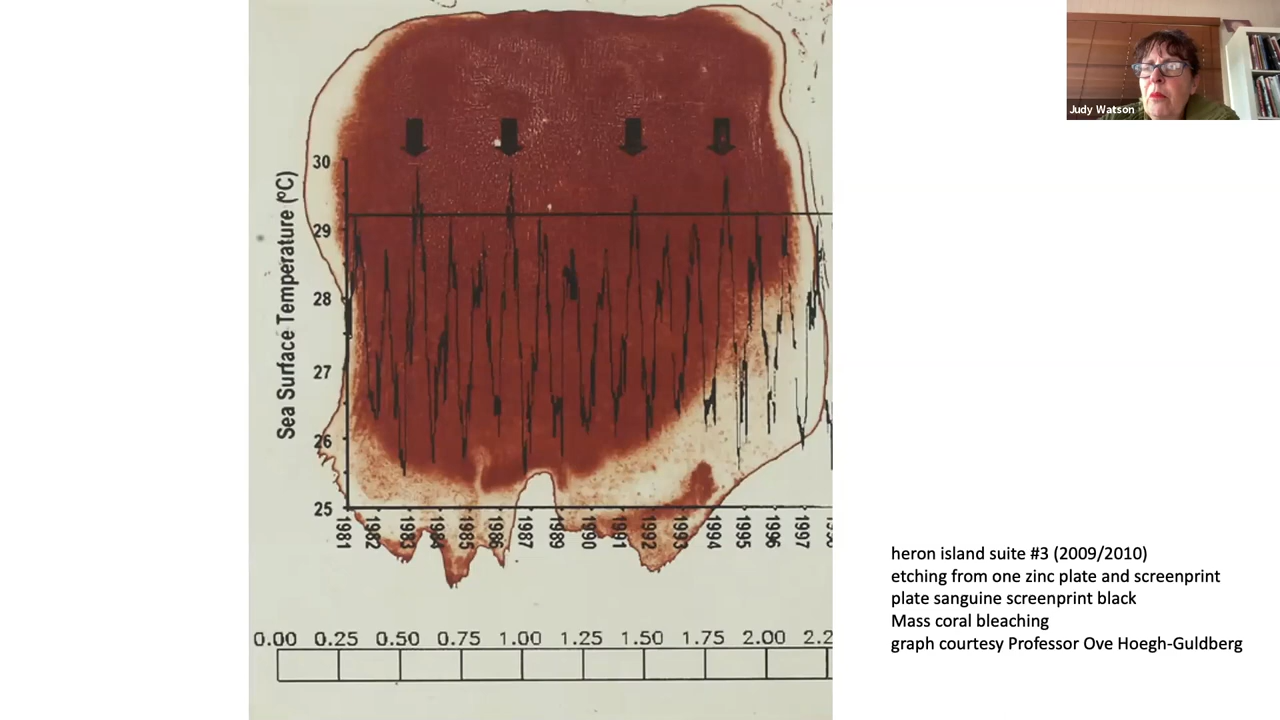 Judy Watson
Sea Surface Temperature (ºC)
30
29
28
27
26
25
1981 1982 1983 1984 1985 1986 1987 1989 1990 1991 1992 1993 1994 1995 1996 1997
0.00 0.25 0.50 0.75 1.00 1.25 1.50 1.75 2.00 2.2
heron island suite #3 (2009/2010)
etching from one zinc plate and screenprint
plate sanguine screenprint black
Mass coral bleaching
graph courtesy Professor Ove Hoegh-Guldberg